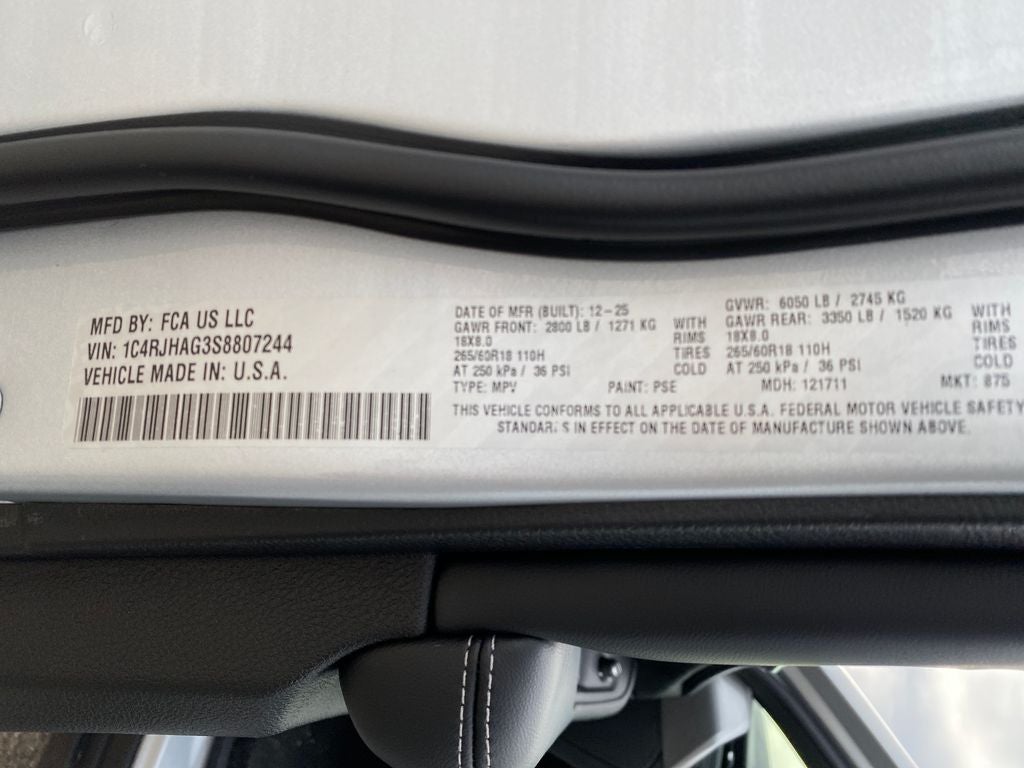 MFD BY: FCA US LLC
VIN: 1C4RJHAG3S8807244
VEHICLE MADE IN: U.S.A.
DATE OF MFR (BUILT): 12-25
GAWR FRONT: 2800 LB / 1271 KG WITH
18X8.0 RIMS
265/60R18 110H TIRES
AT 250 kPa / 36 PSI COLD
TYPE: MPV PAINT: PSE
GVWR: 6050 LB / 2745 KG
GAWR REAR: 3350 LB / 1520 KG WITH
18X8.0 RIMS
265/60R18 110H TIRES
AT 250 kPa / 36 PSI COLD
MDH: 121711 MKT: 875
THIS VEHICLE CONFORMS TO ALL APPLICABLE U.S.A. FEDERAL MOTOR VEHICLE SAFETY
IN EFFECT ON THE DATE OF MANUFACTURE SHOWN ABOVE.